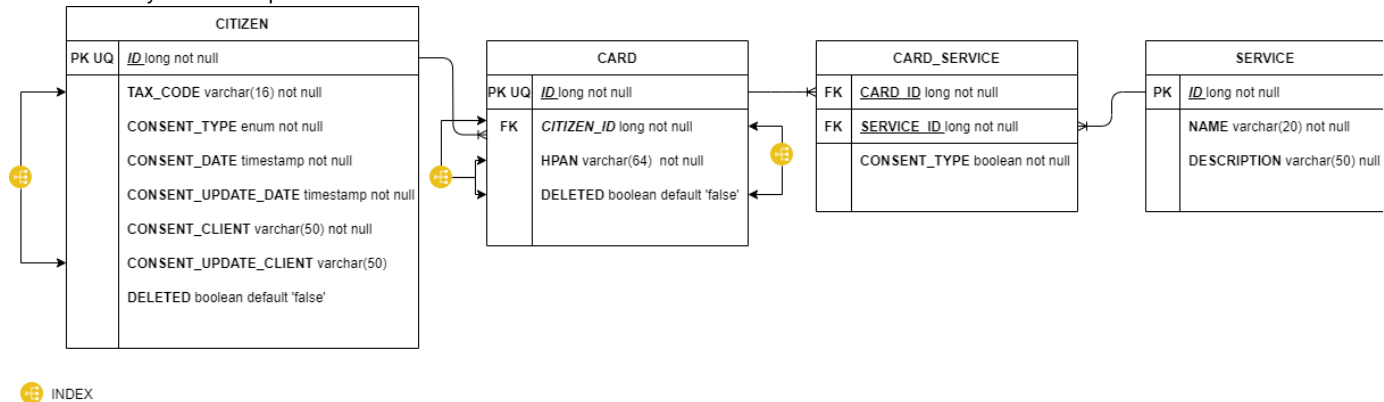 CITIZEN
PK UQ ID long not null
TAX_CODE varchar(16) not null
CONSENT_TYPE enum not null
CONSENT_DATE timestamp not null
CONSENT_UPDATE_DATE timestamp not null
CONSENT_CLIENT varchar(50) not null
CONSENT_UPDATE_CLIENT varchar(50)
DELETED boolean default 'false'
CARD
PK UQ ID long not null
FK CITIZEN_ID long not null
HPAN varchar(64) not null
DELETED boolean default 'false'
CARD_SERVICE
FK CARD_ID long not null
FK SERVICE_ID long not null
CONSENT_TYPE boolean not null
SERVICE
PK ID long not null
NAME varchar(20) not null
DESCRIPTION varchar(50) null
INDEX